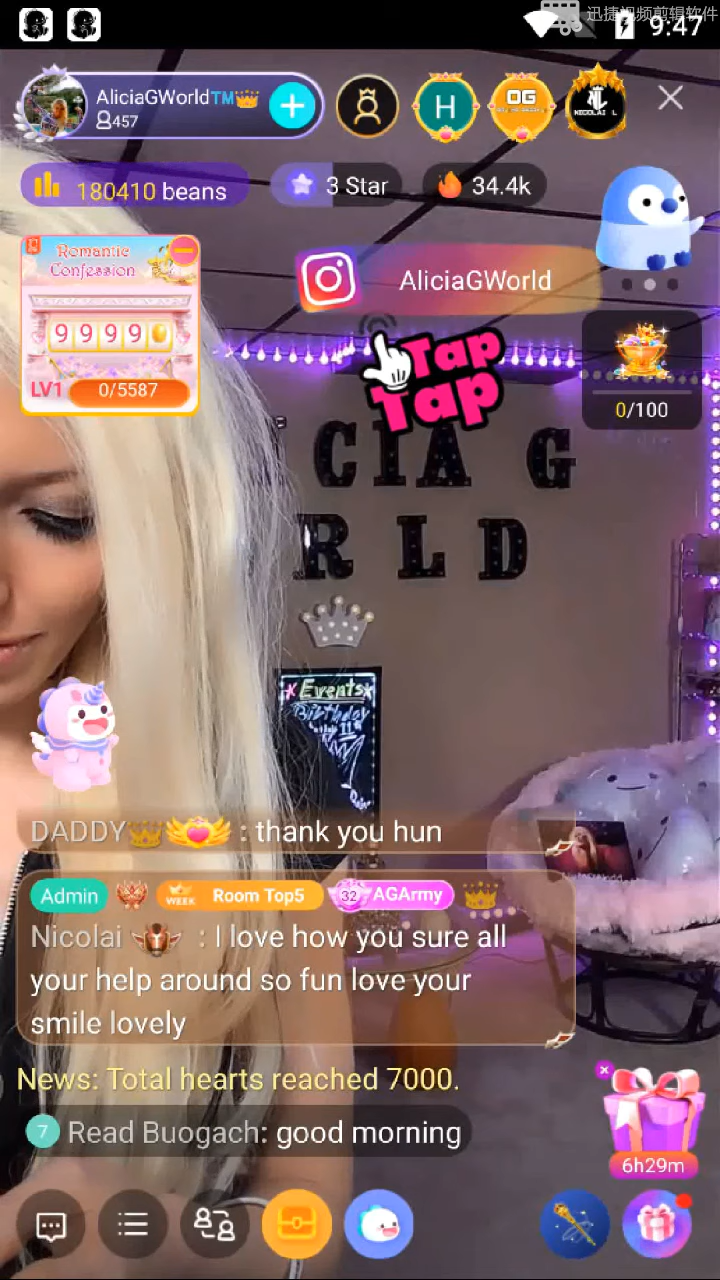 迅捷视频剪辑软件
9:47
AliciaGWorld™
457
H
OG
NL
NICOLAI L
180410 beans
3 Star
34.4k
Romantic
Confession
9999
LV1 0/5587
AliciaGWorld
Tap
Tap
0/100
CIA G
RLD
Events
Birthday
DADDY : thank you hun
Admin WEEK Room Top5 32 AGArmy
Nicolai : I love how you sure all
your help around so fun love your
smile lovely
News: Total hearts reached 7000.
7 Read Buogach: good morning
6h29m